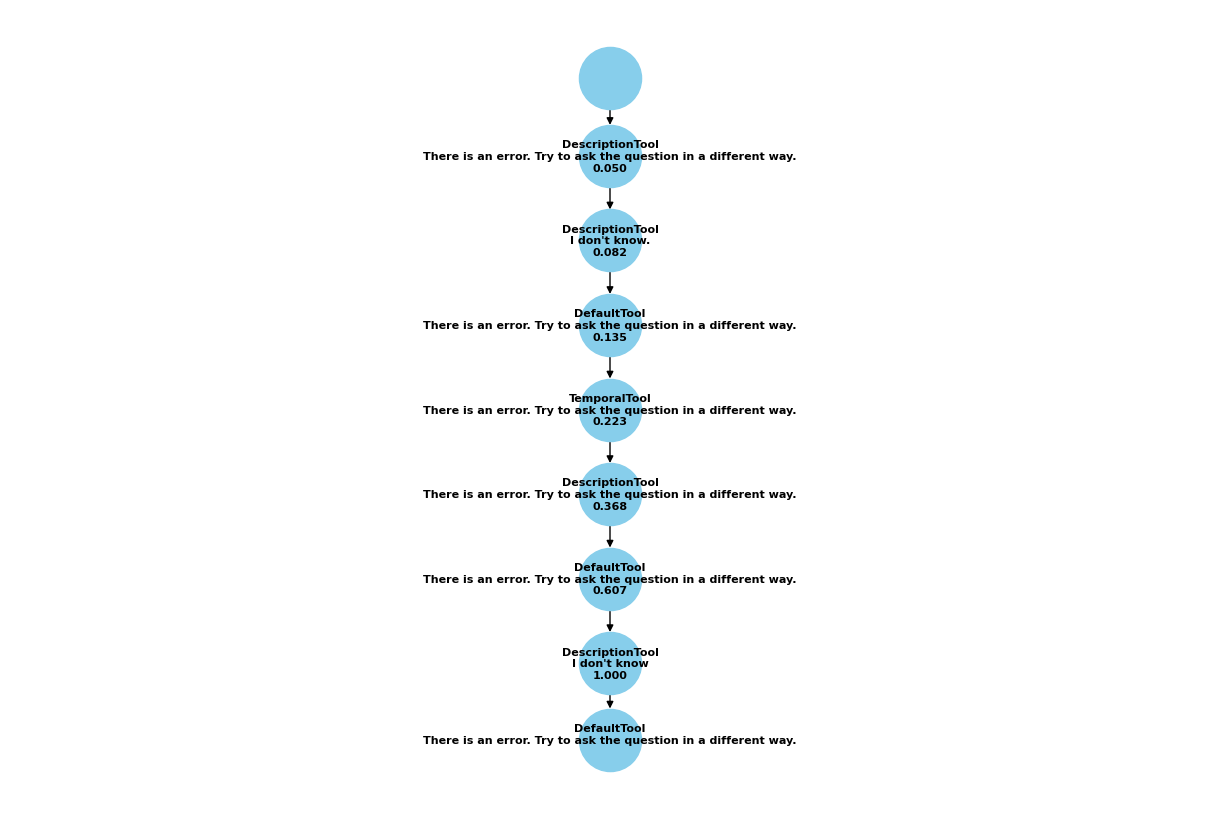 DescriptionTool
There is an error. Try to ask the question in a different way.
0.050
DescriptionTool
I don't know.
0.082
DefaultTool
There is an error. Try to ask the question in a different way.
0.135
TemporalTool
There is an error. Try to ask the question in a different way.
0.223
DescriptionTool
There is an error. Try to ask the question in a different way.
0.368
DefaultTool
There is an error. Try to ask the question in a different way.
0.607
DescriptionTool
I don't know
1.000
DefaultTool
There is an error. Try to ask the question in a different way.